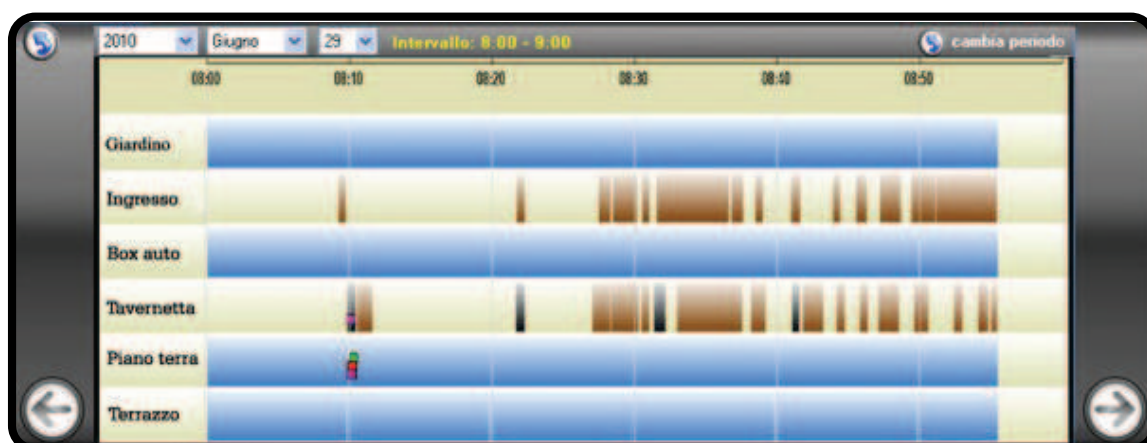 2010 Giugno 29 Intervallo: 8:00 - 9:00 cambia periodo
08:00 08:10 08:20 08:30 08:40 08:50
Giardino
Ingresso
Box auto
Tavernetta
Piano terra
Terrazzo